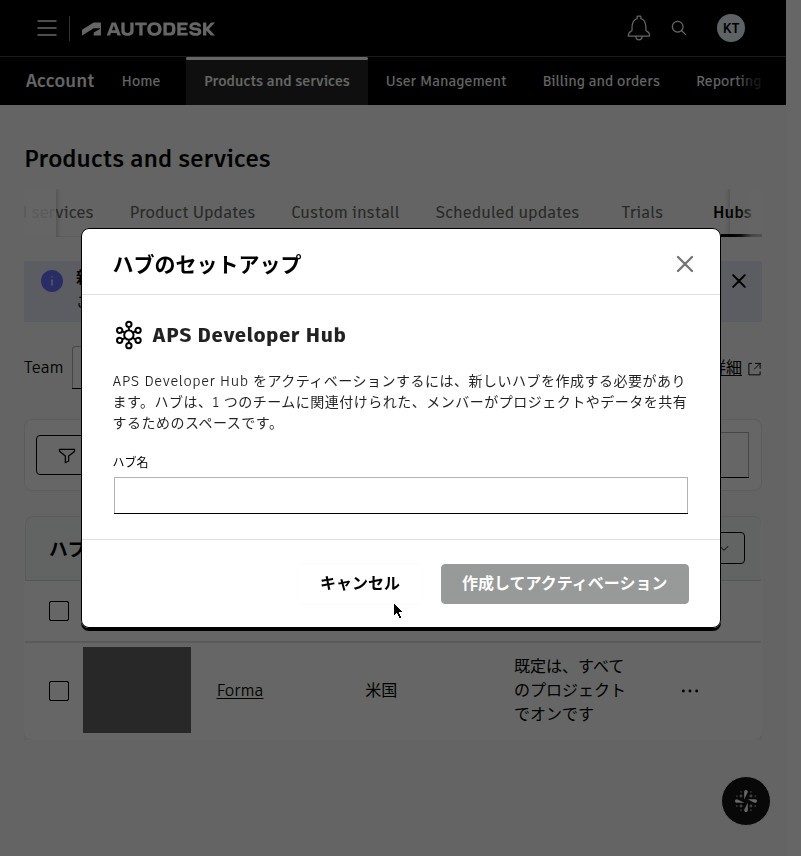 AUTODESK
KT
Account Home Products and services User Management Billing and orders Reporting
Products and services
services Product Updates Custom install Scheduled updates Trials Hubs
ハブのセットアップ
APS Developer Hub
Team
詳細
APS Developer Hub をアクティベーションするには、新しいハブを作成する必要があり
ます。ハブは、1 つのチームに関連付けられた、メンバーがプロジェクトやデータを共有
するためのスペースです。
ハブ名
ハブ
キャンセル 作成してアクティベーション
Forma 米国 既定は、すべて
のプロジェクト
でオンです